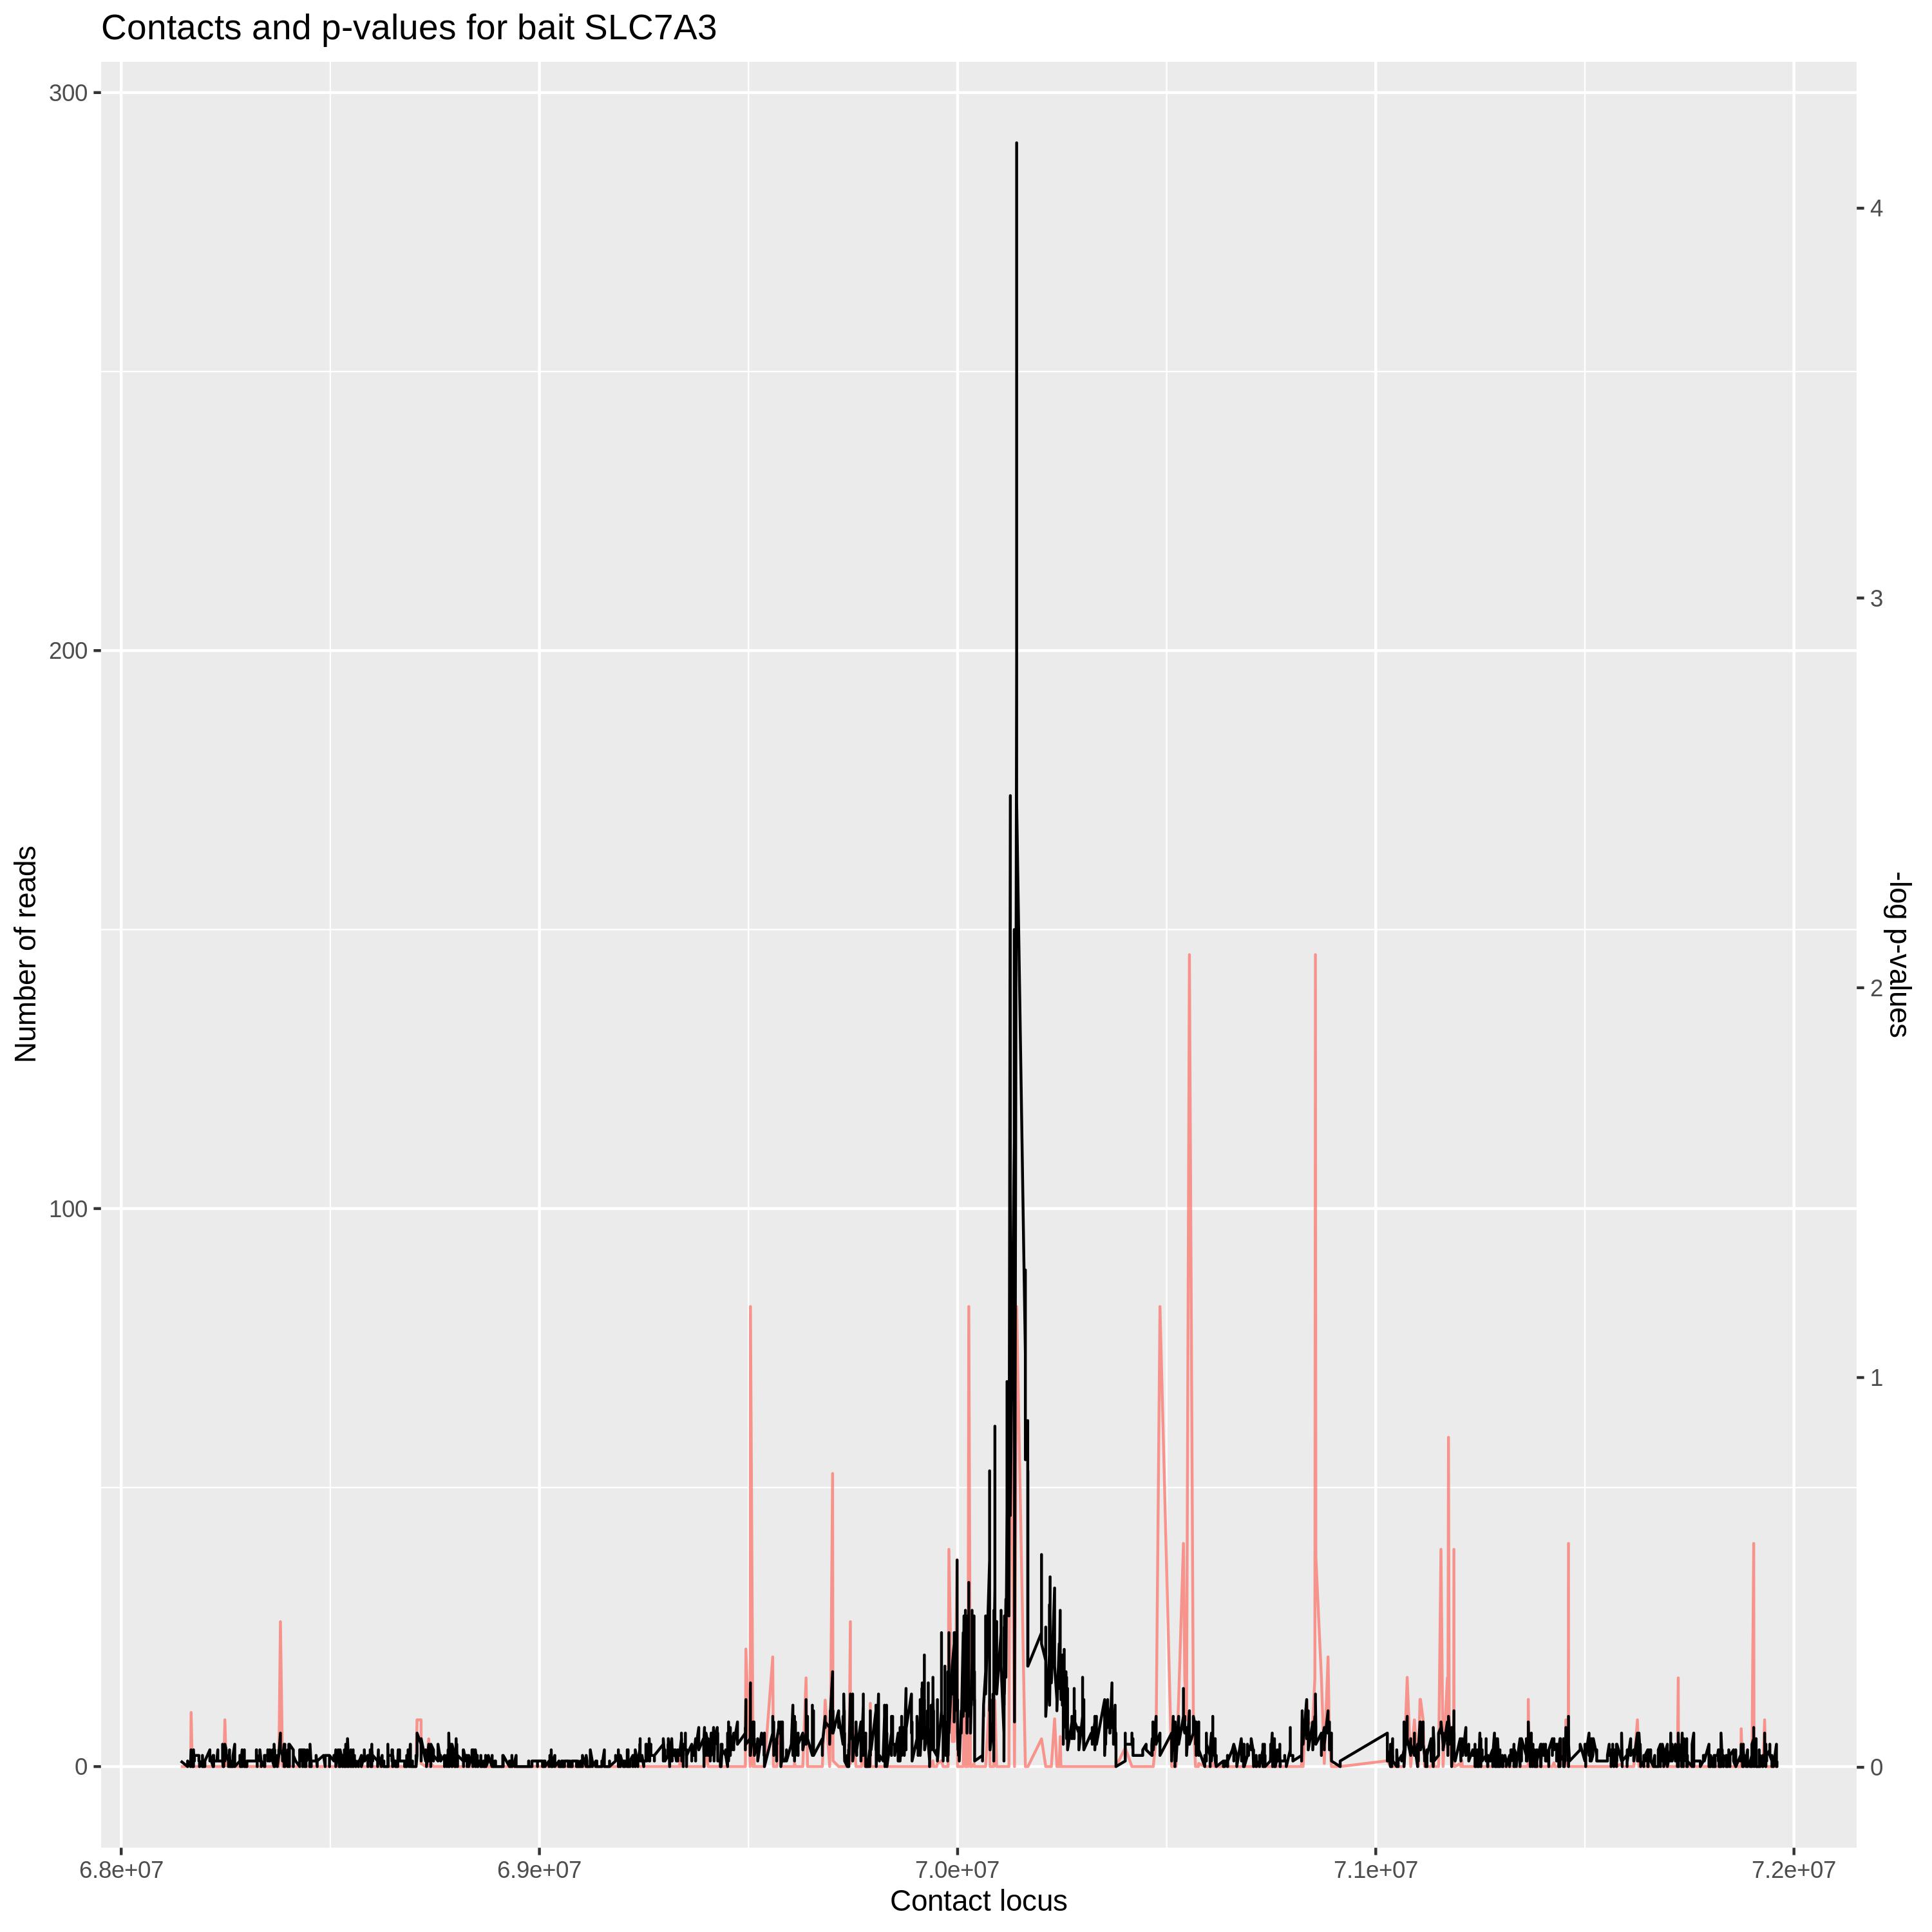 Contacts and p-values for bait SLC7A3
300
200
100
0
Number of reads
4
3
2
1
0
-log p-values
6.8e+07
6.9e+07
7.0e+07
7.1e+07
7.2e+07
Contact locus